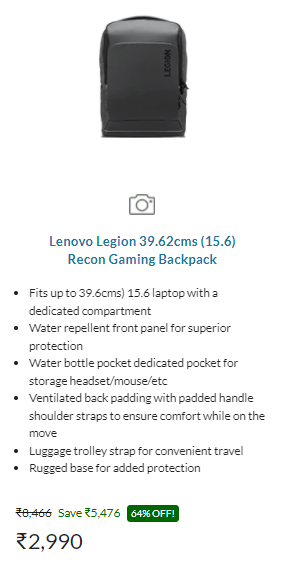 LEGION
Lenovo Legion 39.62cms (15.6)
Recon Gaming Backpack
Fits up to 39.6cms) 15.6 laptop with a
dedicated compartment
Water repellent front panel for superior
protection
Water bottle pocket dedicated pocket for
storage headset/mouse/etc
Ventilated back padding with padded handle
shoulder straps to ensure comfort while on the
move
Luggage trolley strap for convenient travel
Rugged base for added protection
₹8,466 Save ₹5,476 64% OFF!
₹2,990